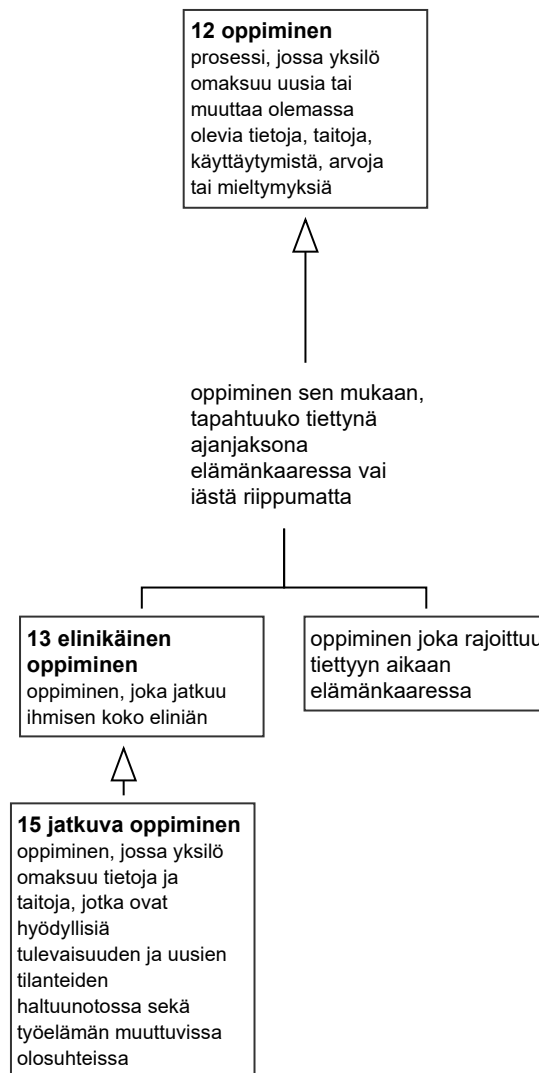 12 oppiminen
prosessi, jossa yksilö
omaksuu uusia tai
muuttaa olemassa
olevia tietoja, taitoja,
käyttäytymistä, arvoja
tai mieltymyksiä
oppiminen sen mukaan,
tapahtuuko tiettynä
ajanjaksona
elämänkaaressa vai
iästä riippumatta
13 elinikäinen
oppiminen
oppiminen, joka jatkuu
ihmisen koko eliniän
oppiminen joka rajoittuu
tiettyyn aikaan
elämänkaaressa
15 jatkuva oppiminen
oppiminen, jossa yksilö
omaksuu tietoja ja
taitoja, jotka ovat
hyödyllisiä
tulevaisuuden ja uusien
tilanteiden
haltuunotossa sekä
työelämän muuttuvissa
olosuhteissa